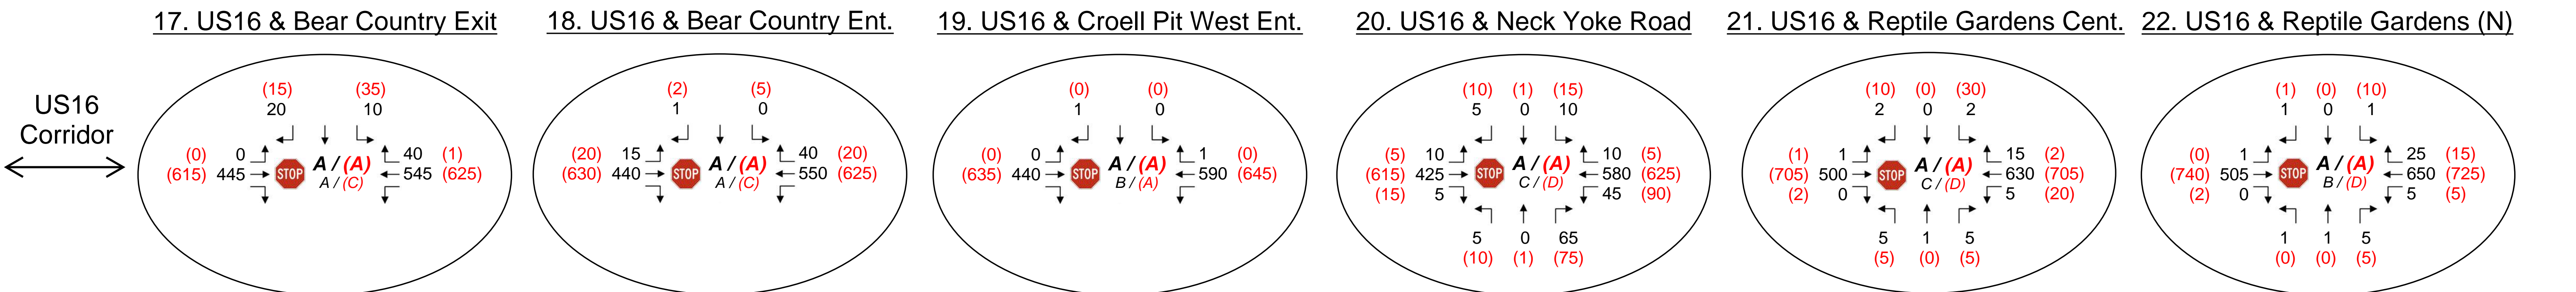 17. US16 & Bear Country Exit 18. US16 & Bear Country Ent. 19. US16 & Croell Pit West Ent. 20. US16 & Neck Yoke Road 21. US16 & Reptile Gardens Cent. 22. US16 & Reptile Gardens (N)
US16
Corridor
(15) (35)
20 10
(0) 0 40 (1)
(615) 445 STOP A / (A) 545 (625)
A / (C)
(2) (5)
1 0
(20) 15 40 (20)
(630) 440 STOP A / (A) 550 (625)
A / (C)
(0) (0)
1 0
(0) 0 1 (0)
(635) 440 STOP A / (A) 590 (645)
B / (A)
(10) (1) (15)
5 0 10
(5) 10 10 (5)
(615) 425 STOP A / (A) 580 (625)
C / (D)
(15) 5 45 (90)
5 0 65
(10) (1) (75)
(10) (0) (30)
2 0 2
(1) 1 15 (2)
(705) 500 STOP A / (A) 630 (705)
C / (D)
(2) 0 5 (20)
5 1 5
(5) (0) (5)
(1) (0) (10)
1 0 1
(0) 1 25 (15)
(740) 505 STOP A / (A) 650 (725)
B / (D)
(2) 0 5 (5)
1 1 5
(0) (0) (5)